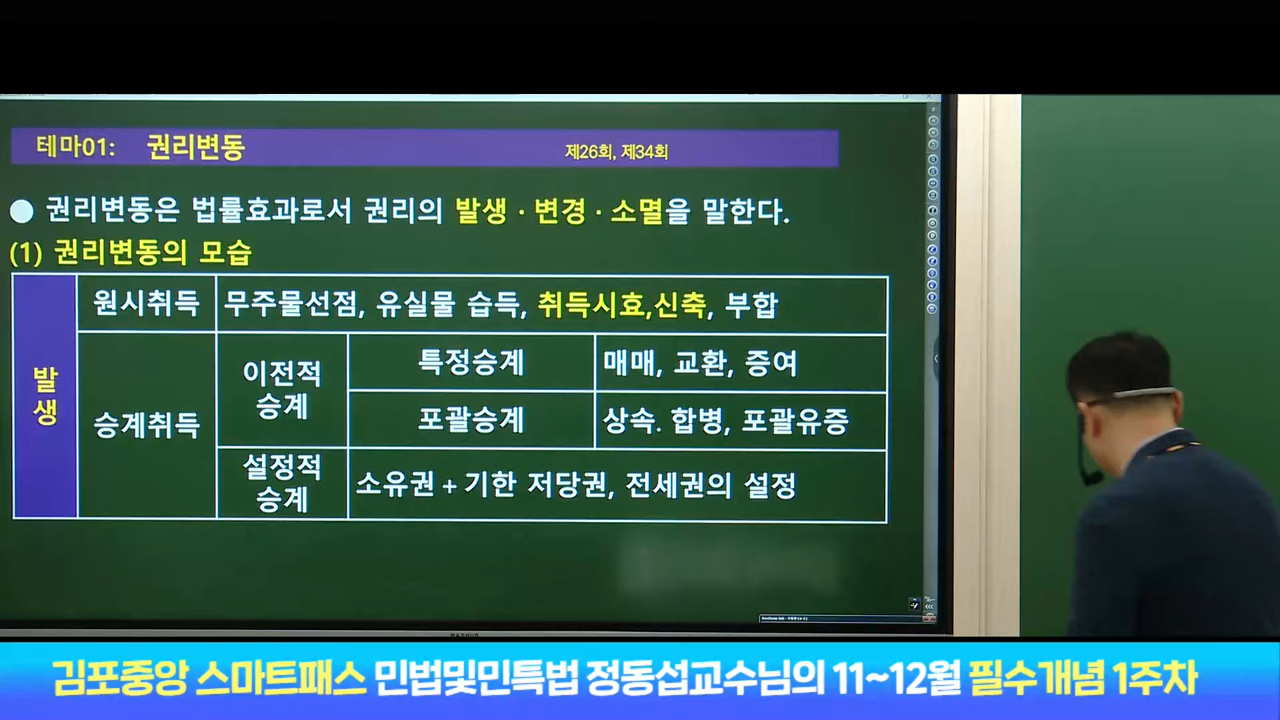 테마01: 권리변동 제26회, 제34회
● 권리변동은 법률효과로서 권리의 발생 · 변경 · 소멸을 말한다.
(1) 권리변동의 모습
발생
원시취득 무주물선점, 유실물 습득, 취득시효,신축, 부합
승계취득
이전적 승계
특정승계 매매, 교환, 증여
포괄승계 상속. 합병, 포괄유증
설정적 승계
소유권+기한 저당권, 전세권의 설정
김포중앙 스마트패스 민법및민특법 정동섭교수님의 11~12월 필수개념 1주차